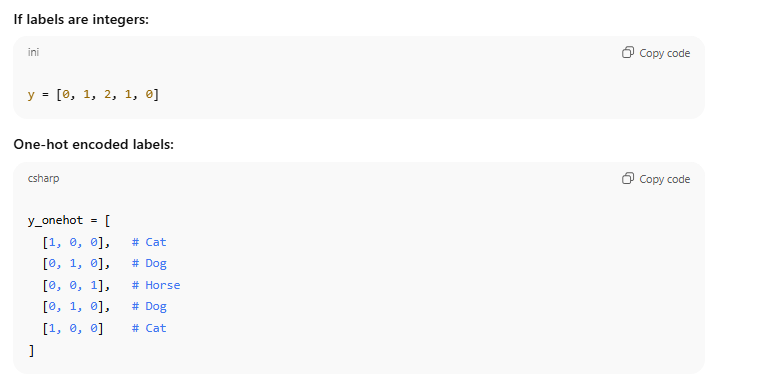 If labels are integers:
ini
Copy code
y = [0, 1, 2, 1, 0]
One-hot encoded labels:
csharp
Copy code
y_onehot = [
  [1, 0, 0],   # Cat
  [0, 1, 0],   # Dog
  [0, 0, 1],   # Horse
  [0, 1, 0],   # Dog
  [1, 0, 0]    # Cat
]